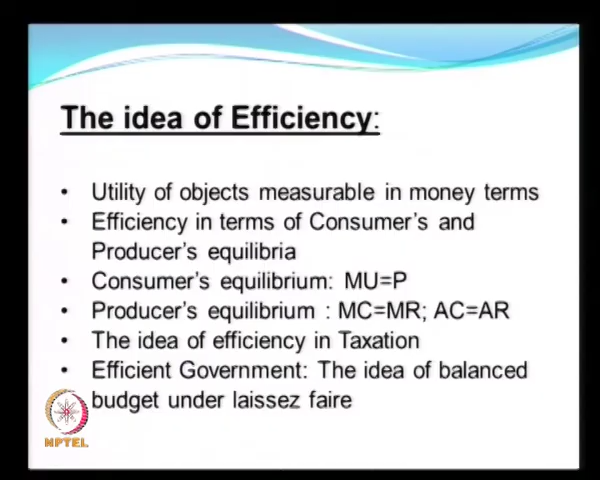 The idea of Efficiency:
• Utility of objects measurable in money terms
• Efficiency in terms of Consumer's and
Producer's equilibria
• Consumer's equilibrium: MU=P
• Producer's equilibrium : MC=MR; AC=AR
• The idea of efficiency in Taxation
• Efficient Government: The idea of balanced
budget under laissez faire
NPTEL